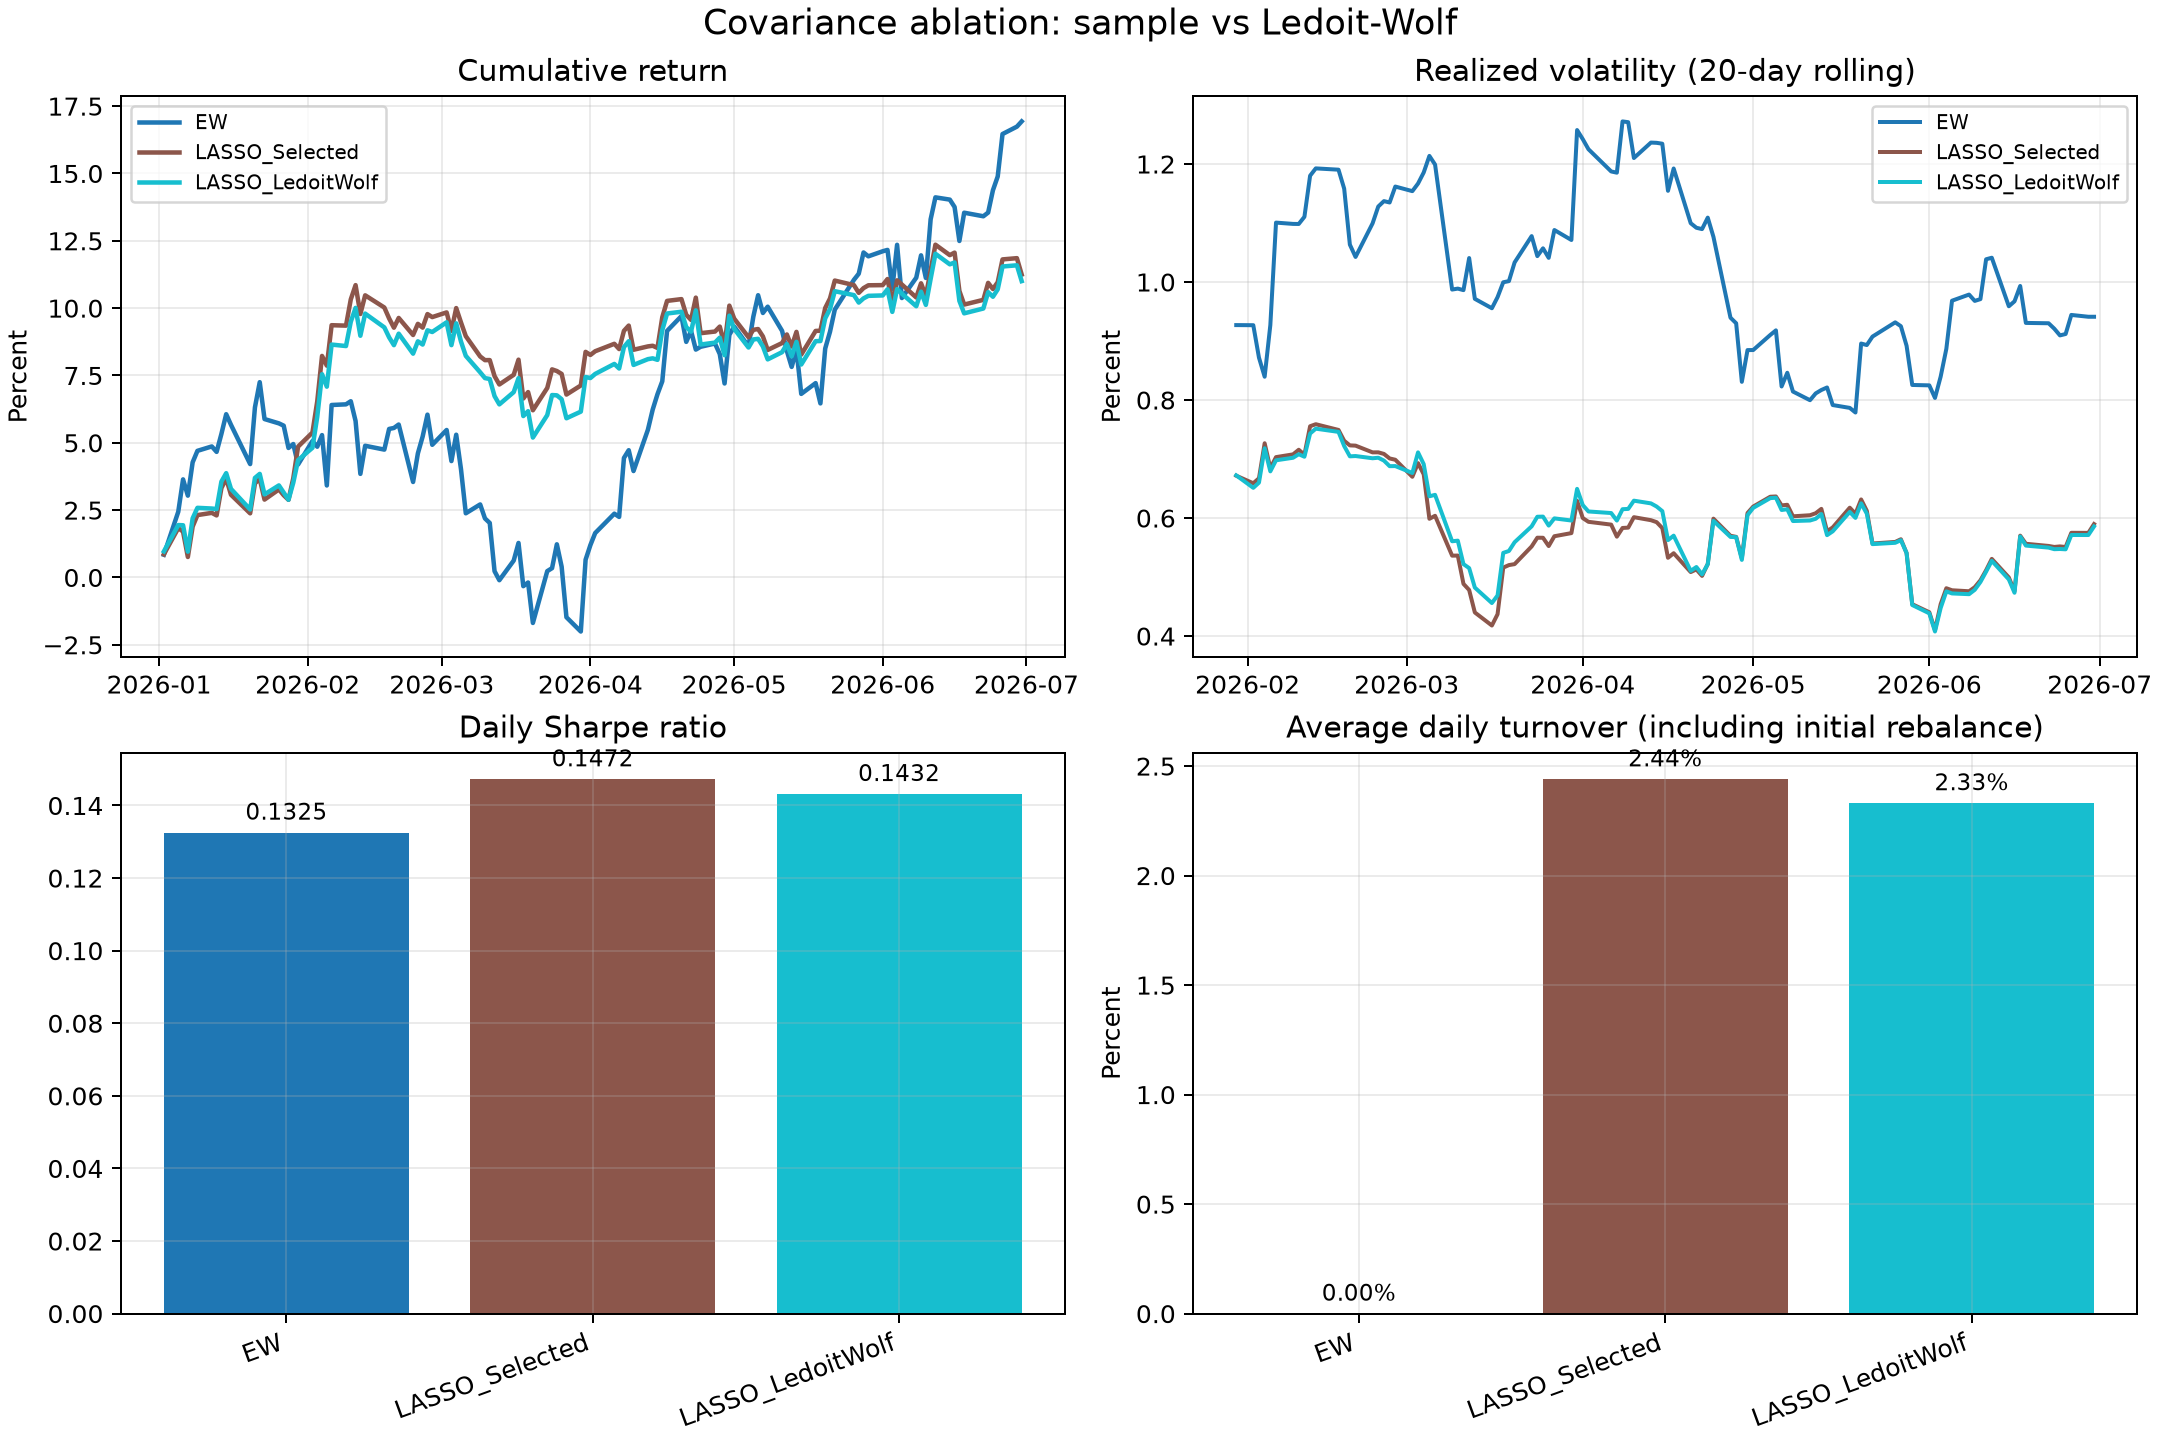 Covariance ablation: sample vs Ledoit-Wolf
Cumulative return
Percent
17.5
15.0
12.5
10.0
7.5
5.0
2.5
0.0
−2.5
EW
LASSO_Selected
LASSO_LedoitWolf
2026-01 2026-02 2026-03 2026-04 2026-05 2026-06 2026-07
Realized volatility (20-day rolling)
Percent
1.2
1.0
0.8
0.6
0.4
EW
LASSO_Selected
LASSO_LedoitWolf
2026-02 2026-03 2026-04 2026-05 2026-06 2026-07
Daily Sharpe ratio
0.14
0.12
0.10
0.08
0.06
0.04
0.02
0.00
0.1325
0.1472
0.1432
EW
LASSO_Selected
LASSO_LedoitWolf
Average daily turnover (including initial rebalance)
Percent
2.5
2.0
1.5
1.0
0.5
0.0
0.00%
2.44%
2.33%
EW
LASSO_Selected
LASSO_LedoitWolf